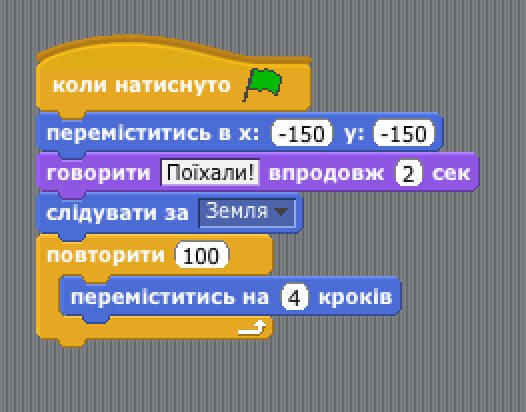 коли натиснуто
переміститись в x: -150 y: -150
говорити Поїхали! впродовж 2 сек
слідувати за Земля
повторити 100
переміститись на 4 кроків